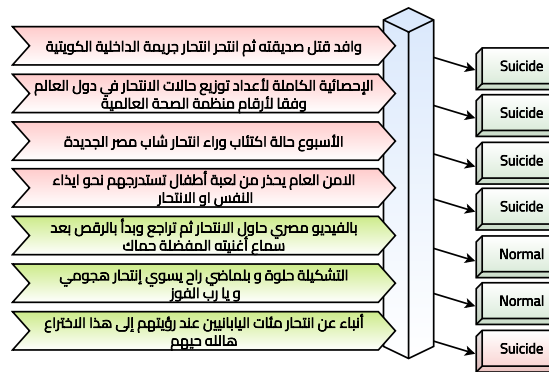 وافد قتل صديقته ثم انتحر انتحار جريمة الداخلية الكويتية
الإحصائية الكاملة لأعداد توزيع حالات الانتحار في دول العالم
وفقا لأرقام منظمة الصحة العالمية
الأسبوع حالة اكتئاب وراء انتحار شاب مصر الجديدة
الامن العام يحذر من لعبة أطفال تستدرجهم نحو ايذاء
النفس او الانتحار
بالفيديو مصري حاول الانتحار ثم تراجع وبدأ بالرقص بعد
سماع أغنيته المفضلة حماك
التشكيلة حلوة و بلماضي راح يسوي إنتحار هجومي
و يا رب الفوز
أنباء عن انتحار مئات اليابانيين عند رؤيتهم إلى هذا الاختراع
هالله حيهم
Suicide
Suicide
Suicide
Suicide
Normal
Normal
Suicide